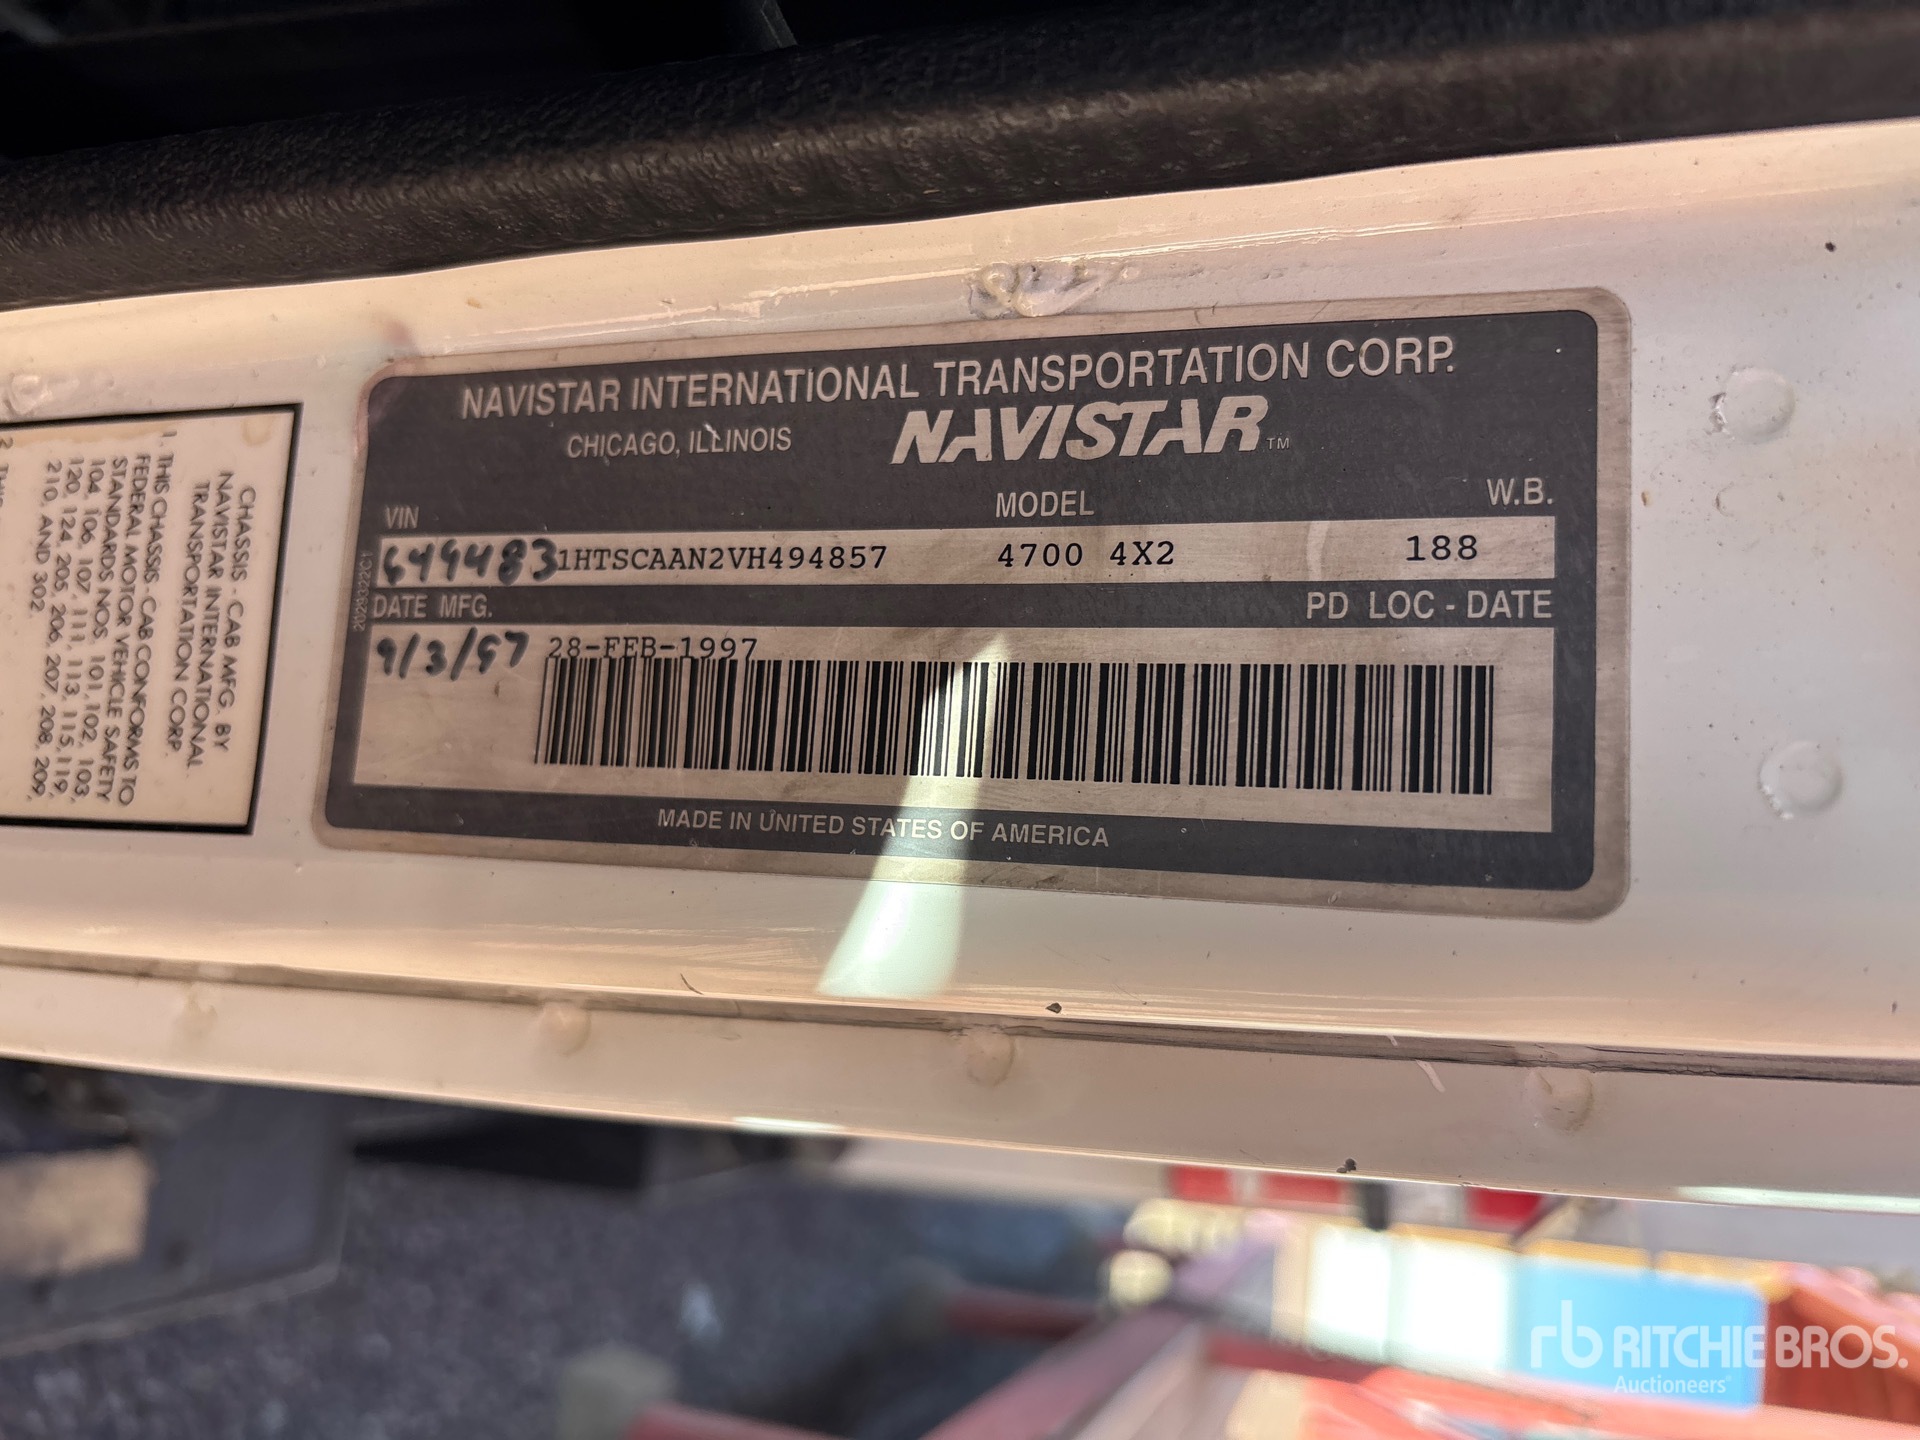 NAVISTAR INTERNATIONAL TRANSPORTATION CORP.
CHICAGO, ILLINOIS NAVISTAR™
VIN MODEL W.B.
649483 1HTSCAAN2VH494857 4700 4X2 188
DATE MFG. PD LOC - DATE
9/3/97 28-FEB-1997
MADE IN UNITED STATES OF AMERICA
CHASSIS - CAB MFG. BY
NAVISTAR INTERNATIONAL
TRANSPORTATION CORP.
1. THIS CHASSIS - CAB CONFORMS TO
FEDERAL MOTOR VEHICLE SAFETY
STANDARDS NOS. 101, 102, 103,
104, 106, 107, 111, 113, 115, 119,
120, 124, 205, 206, 207, 208, 209,
210, AND 302.
rb RITCHIE BROS.
Auctioneers